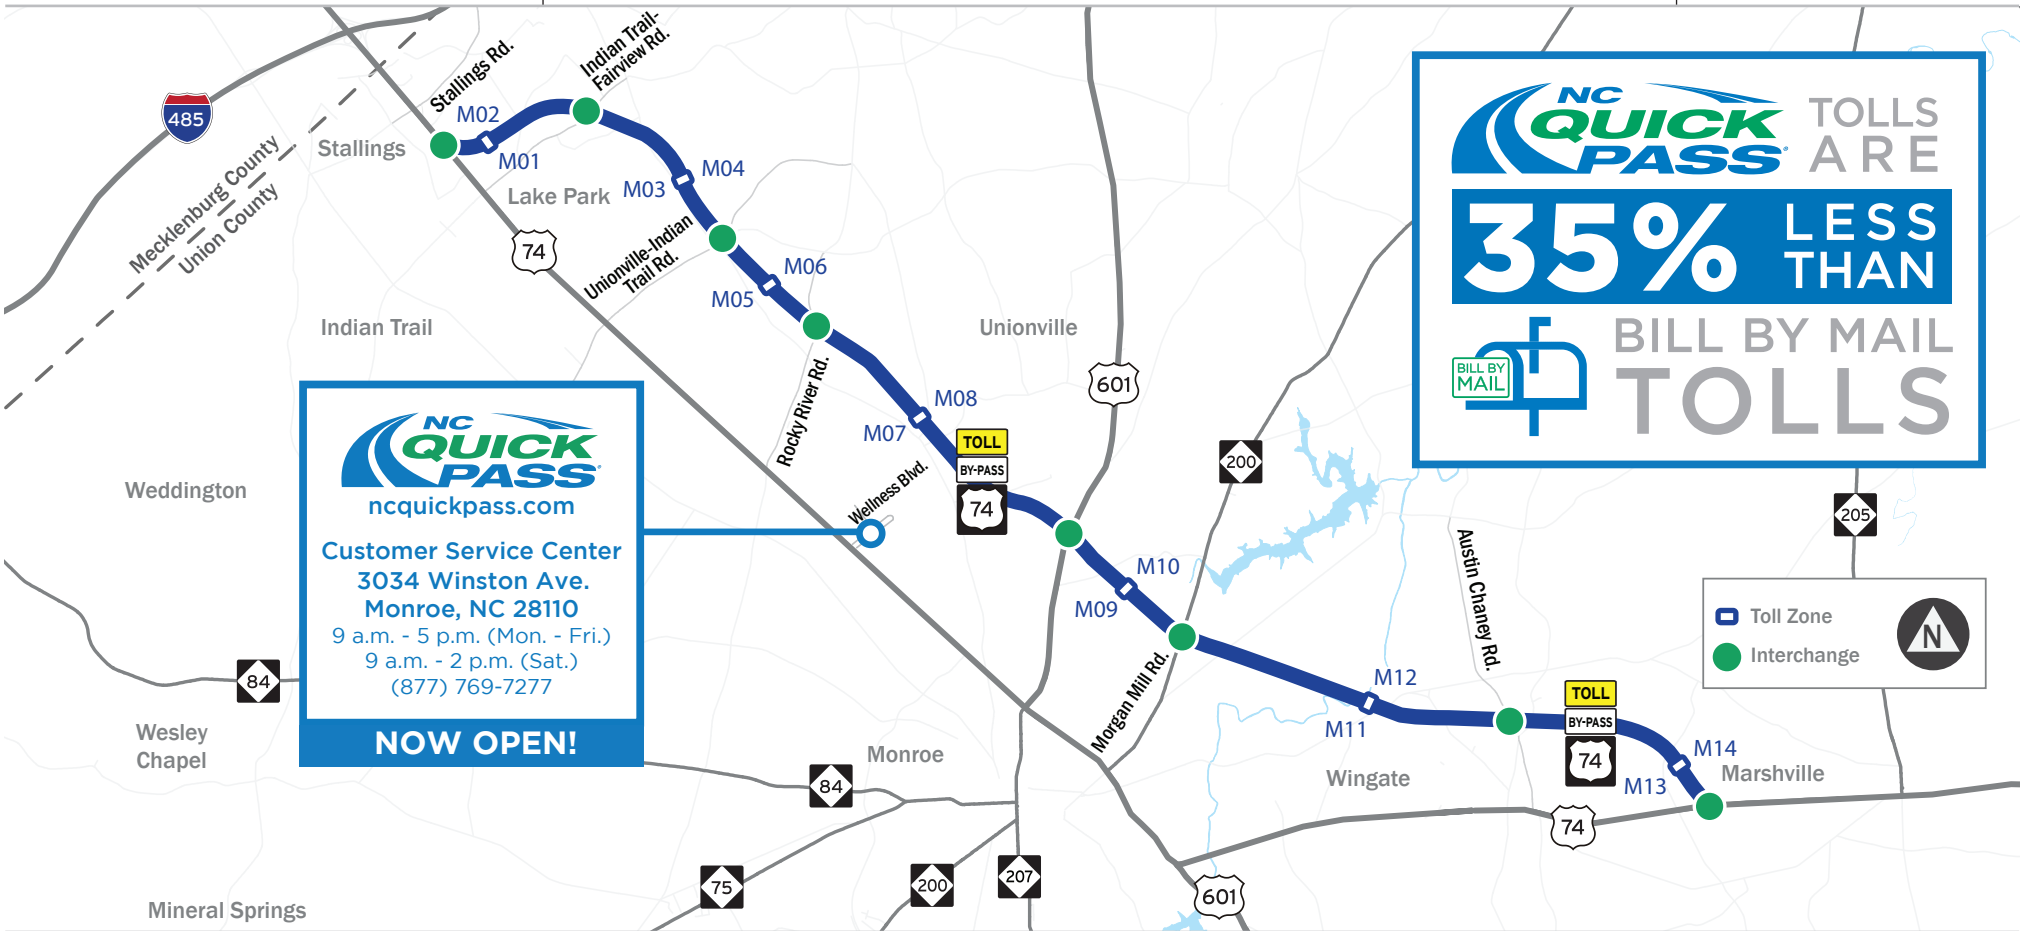 485
Mecklenburg County
Union County
Stallings
Stallings Rd.
Indian Trail-
Fairview Rd.
M02
M01
Lake Park
M04
M03
74
Unionville-Indian
Trail Rd.
M06
M05
Indian Trail
Unionville
Rocky River Rd.
601
M08
M07
TOLL
BY-PASS
74
Wellness Blvd.
Weddington
200
M10
M09
Morgan Mill Rd.
Austin Chaney Rd.
205
M12
M11
TOLL
BY-PASS
74
M14
M13
Marshville
Wingate
74
Monroe
84
84
Wesley
Chapel
Mineral Springs
75
200
207
601
NC
QUICK
PASS
ncquickpass.com
Customer Service Center
3034 Winston Ave.
Monroe, NC 28110
9 a.m. - 5 p.m. (Mon. - Fri.)
9 a.m. - 2 p.m. (Sat.)
(877) 769-7277
NOW OPEN!
NC
QUICK
PASS®
TOLLS
ARE
35%
LESS
THAN
BILL BY
MAIL
BILL BY MAIL
TOLLS
Toll Zone
Interchange
N